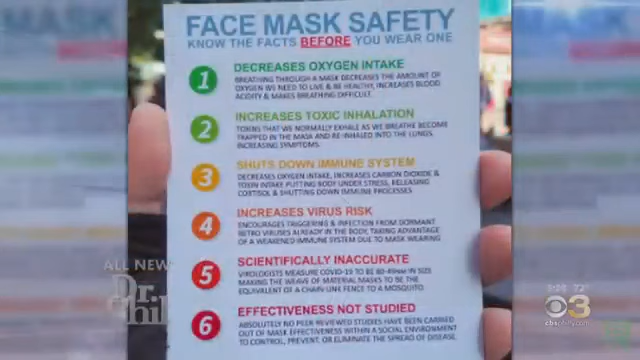 FACE MASK SAFETY
KNOW THE FACTS BEFORE YOU WEAR ONE
1 DECREASES OXYGEN INTAKE
BREATHING THROUGH A MASK DECREASES THE AMOUNT OF
OXYGEN WE NEED TO LIVE & BE HEALTHY, INCREASES BLOOD
ACIDITY & MAKES BREATHING DIFFICULT.
2 INCREASES TOXIC INHALATION
TOXINS THAT WE NORMALLY EXHALE AS WE BREATHE BECOME
TRAPPED IN THE MASK AND RE-INHALED INTO THE LUNGS,
INCREASING SYMPTOMS.
3 SHUTS DOWN IMMUNE SYSTEM
DECREASES OXYGEN INTAKE, INCREASES CARBON DIOXIDE &
TOXIN INTAKE PUTTING BODY UNDER STRESS, RELEASING
CORTISOL & SHUTTING DOWN IMMUNE PROCESSES
4 INCREASES VIRUS RISK
ENCOURAGES TRIGGERING & INFECTION FROM DORMANT
RETRO VIRUSES ALREADY IN THE BODY, TAKING ADVANTAGE
OF A WEAKENED IMMUNE SYSTEM DUE TO MASK WEARING
5 SCIENTIFICALLY INACCURATE
VIROLOGISTS MEASURE COVID-19 TO BE IN SIZE
MAKING THE WEAVE OF MATERIAL MASKS TO BE THE
EQUIVALENT OF A CHAIN LINK FENCE TO A MOSQUITO.
6 EFFECTIVENESS NOT STUDIED
ABSOLUTELY NO PEER REVIEWED STUDIES HAVE BEEN CARRIED
OUT OF MASK EFFECTIVENESS WITHIN A SOCIAL ENVIRONMENT
TO CONTROL, PREVENT, OR ELIMINATE THE SPREAD OF DISEASE.
ALL NEW
Dr.
Phil
72°
3
cbsphilly.com